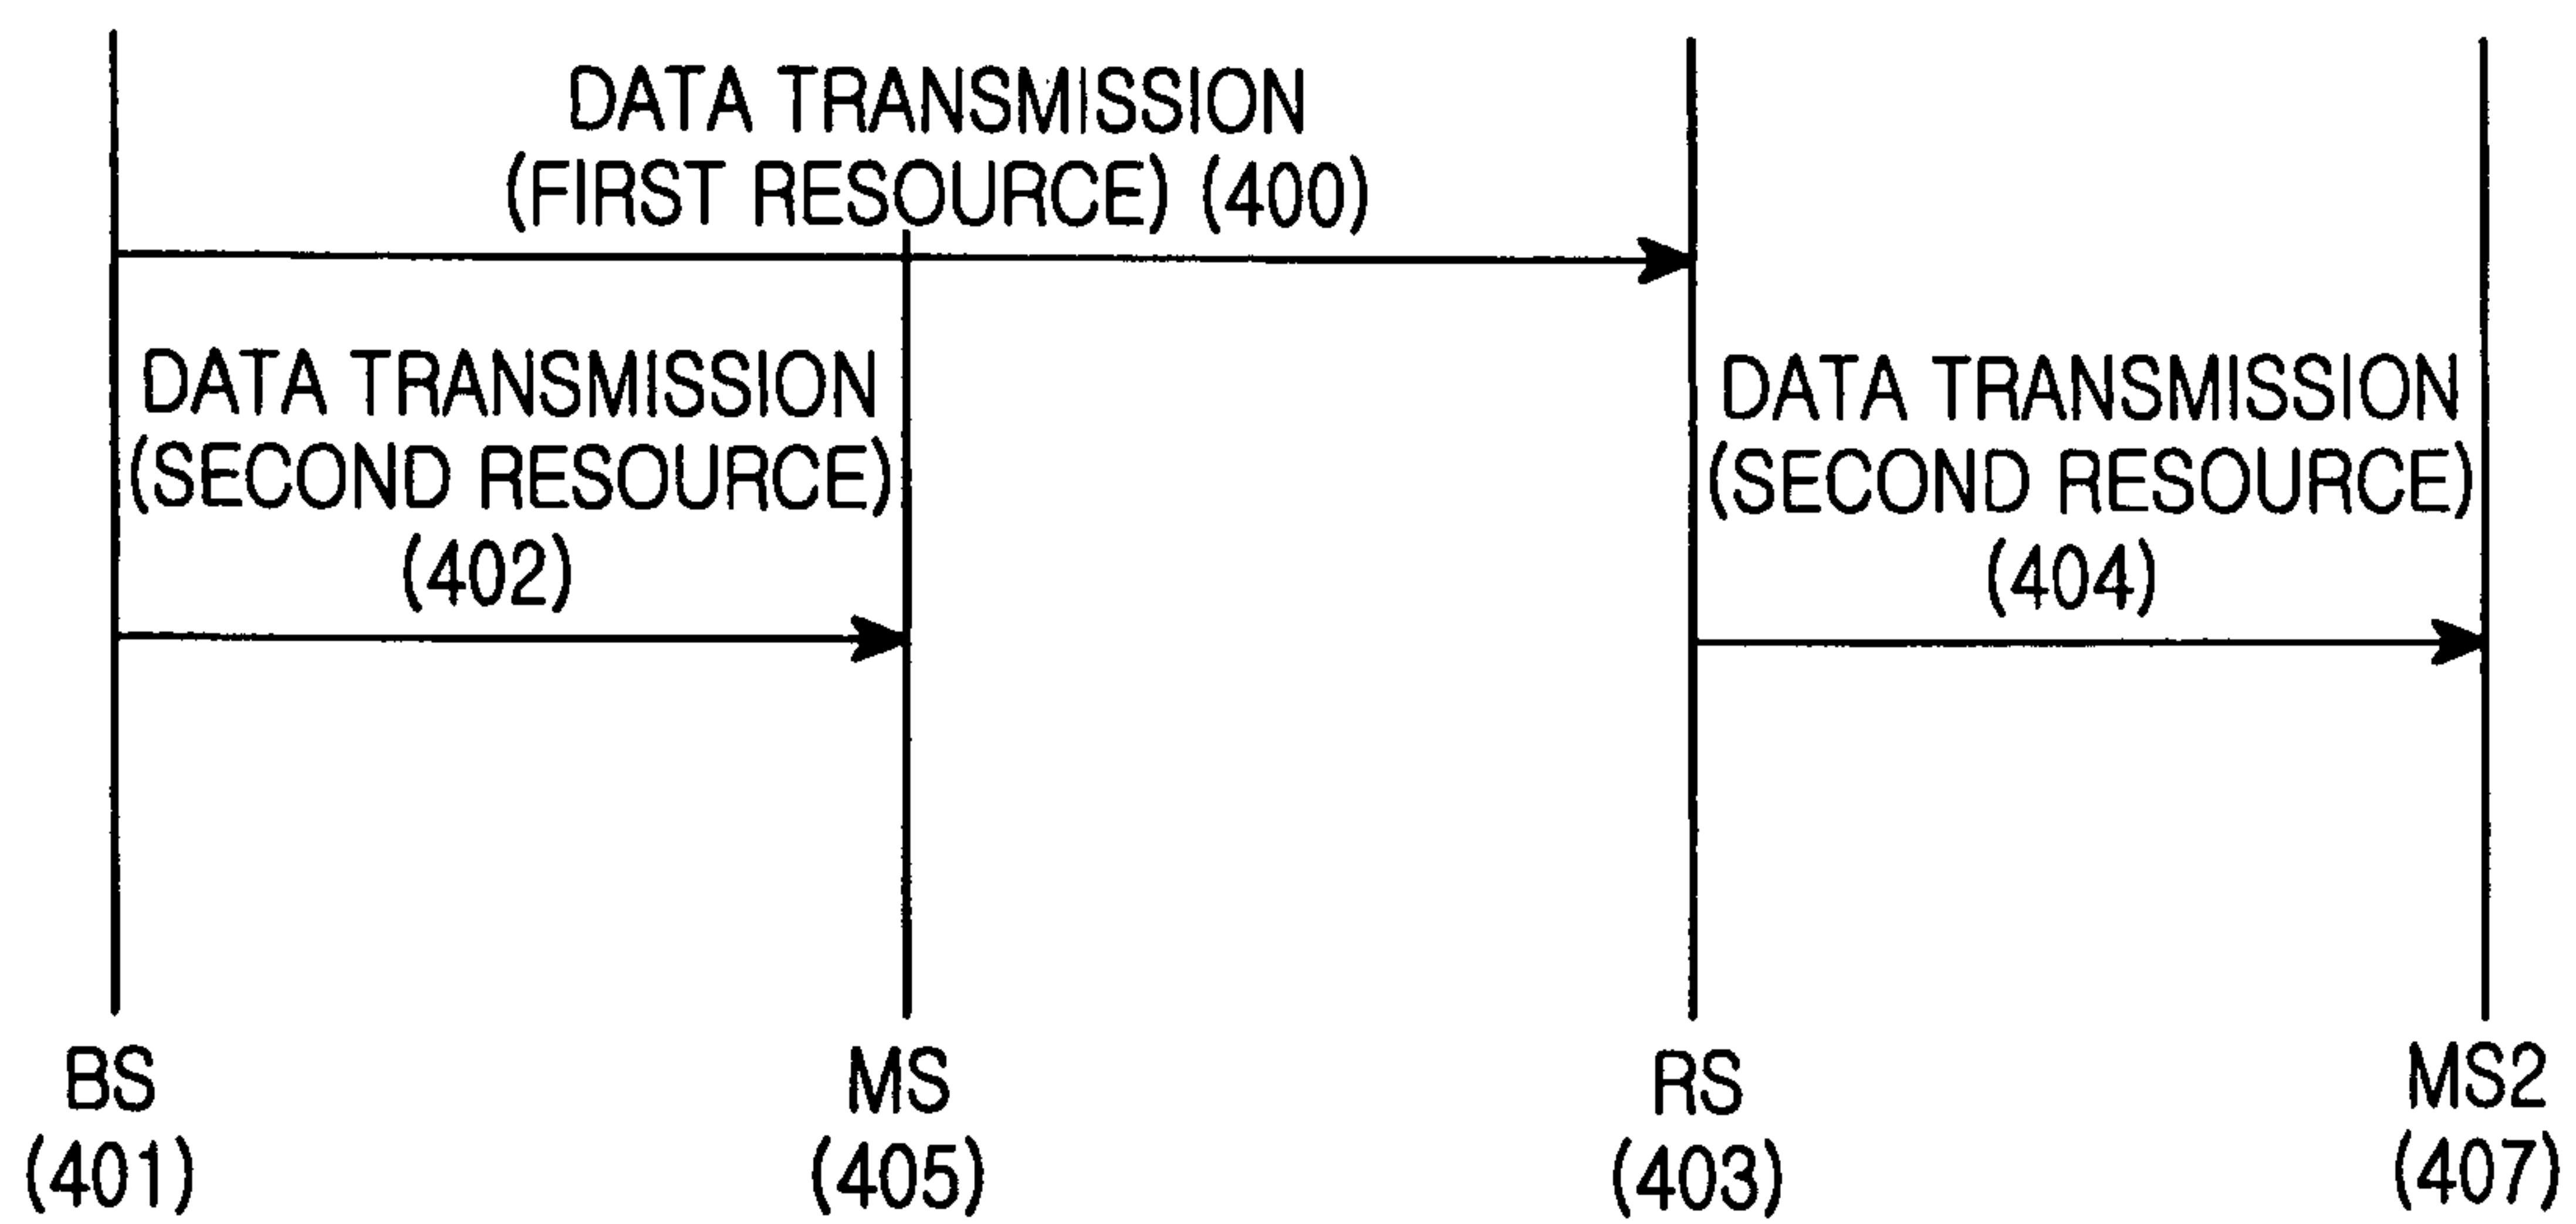 DATA TRANSMISSION
(FIRST RESOURCE) (400)
DATA TRANSMISSION
(SECOND RESOURCE)
(402)
DATA TRANSMISSION
(SECOND RESOURCE)
(404)
BS
(401)
MS
(405)
RS
(403)
MS2
(407)